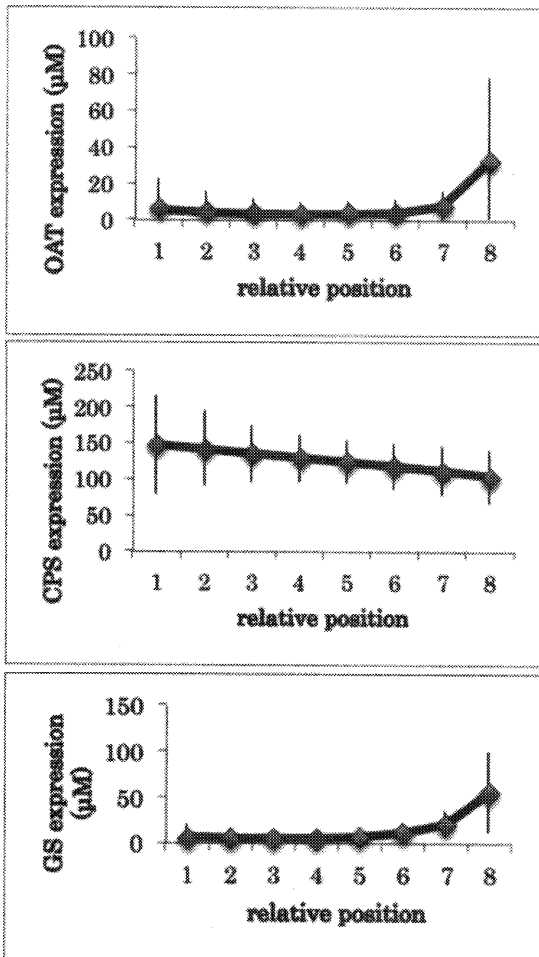 OAT expression (µM)
100
80
60
40
20
0
1 2 3 4 5 6 7 8
relative position
CPS expression (µM)
250
200
150
100
50
0
1 2 3 4 5 6 7 8
relative position
GS expression
(µM)
150
100
50
0
1 2 3 4 5 6 7 8
relative position